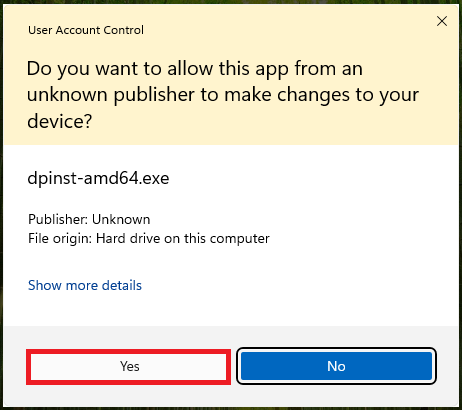 User Account Control
Do you want to allow this app from an
unknown publisher to make changes to your
device?
dpinst-amd64.exe
Publisher: Unknown
File origin: Hard drive on this computer
Show more details
Yes
No